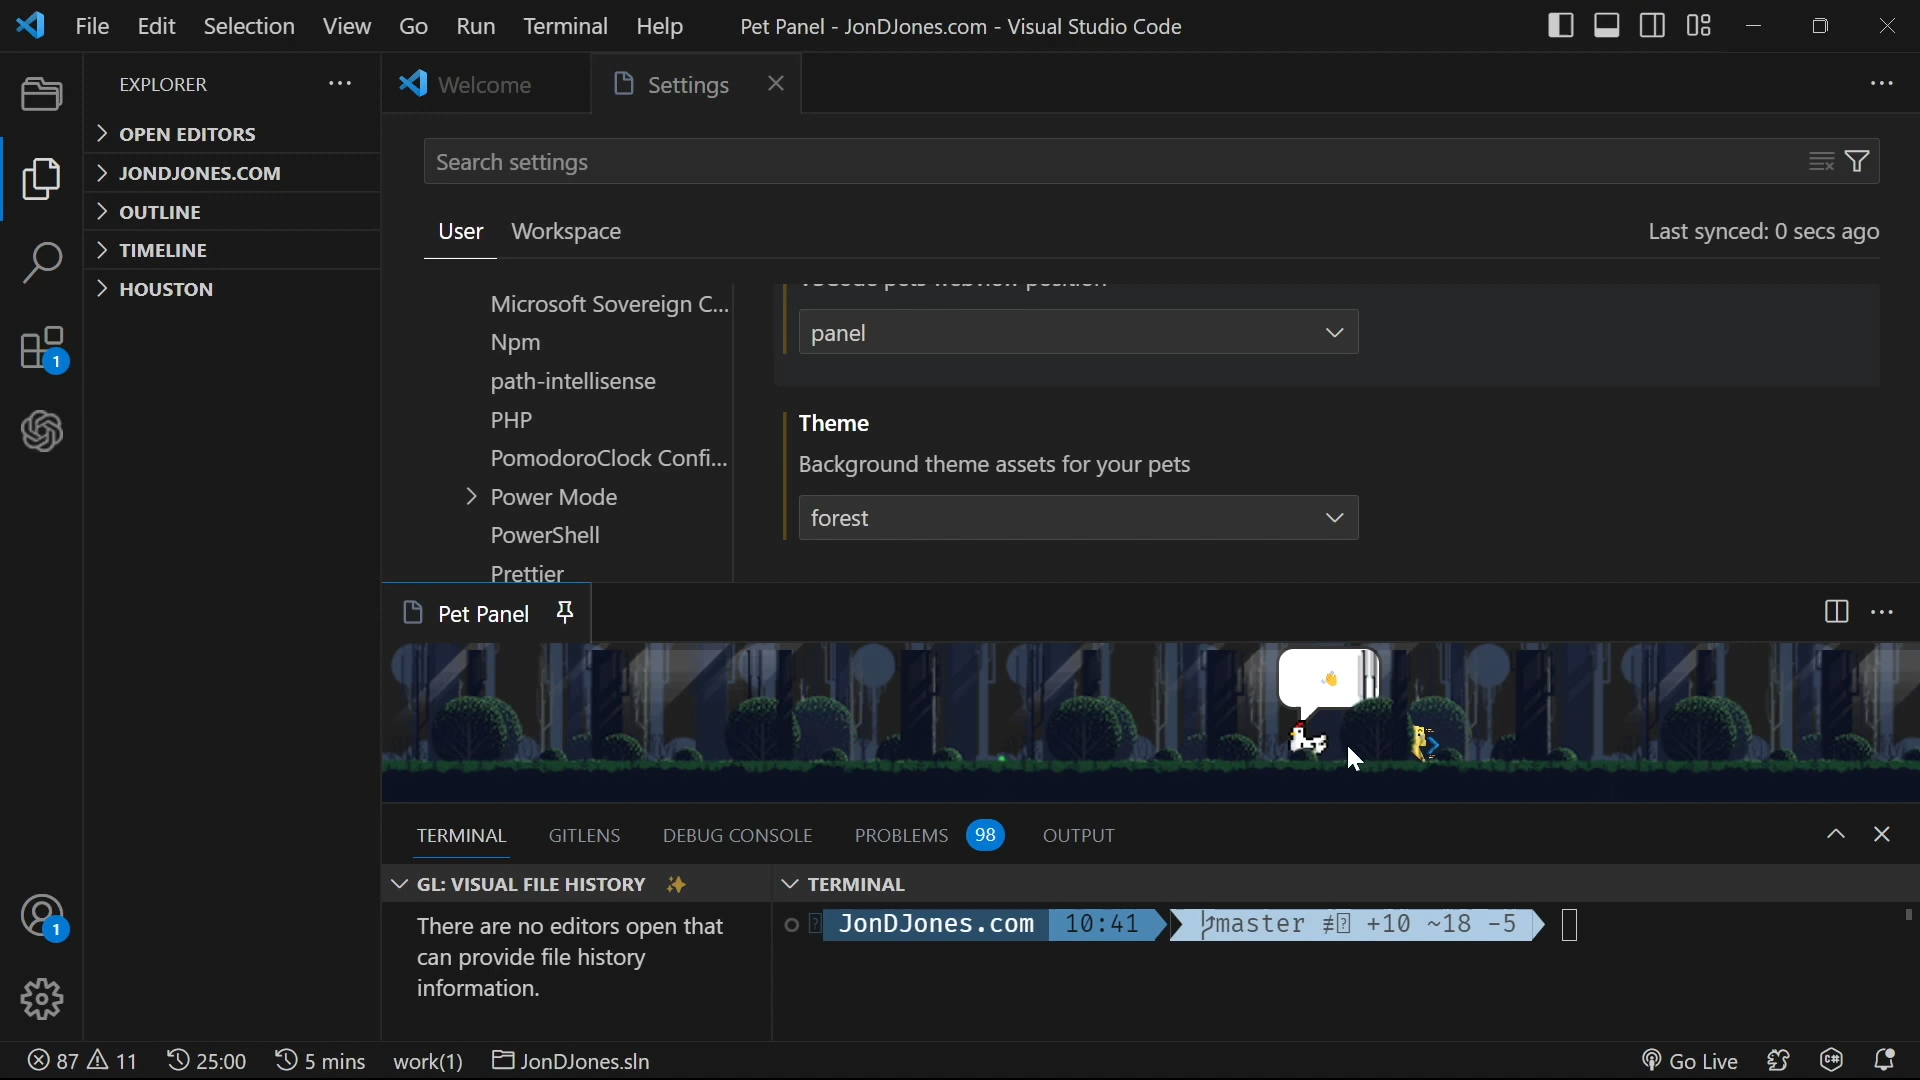 File Edit Selection View Go Run Terminal Help
Pet Panel - JonDJones.com - Visual Studio Code
EXPLORER
OPEN EDITORS
JONDJONES.COM
OUTLINE
TIMELINE
HOUSTON
1
1
Welcome
Settings
Search settings
User Workspace
Last synced: 0 secs ago
Microsoft Sovereign C...
Npm
path-intellisense
PHP
PomodoroClock Confi...
Power Mode
PowerShell
Prettier
panel
Theme
Background theme assets for your pets
forest
Pet Panel
TERMINAL GITLENS DEBUG CONSOLE PROBLEMS 98 OUTPUT
GL: VISUAL FILE HISTORY
There are no editors open that
can provide file history
information.
TERMINAL
JonDJones.com 10:41 master ≢ +10 ~18 -5
87 11 25:00 5 mins work(1) JonDJones.sln
Go Live
C#